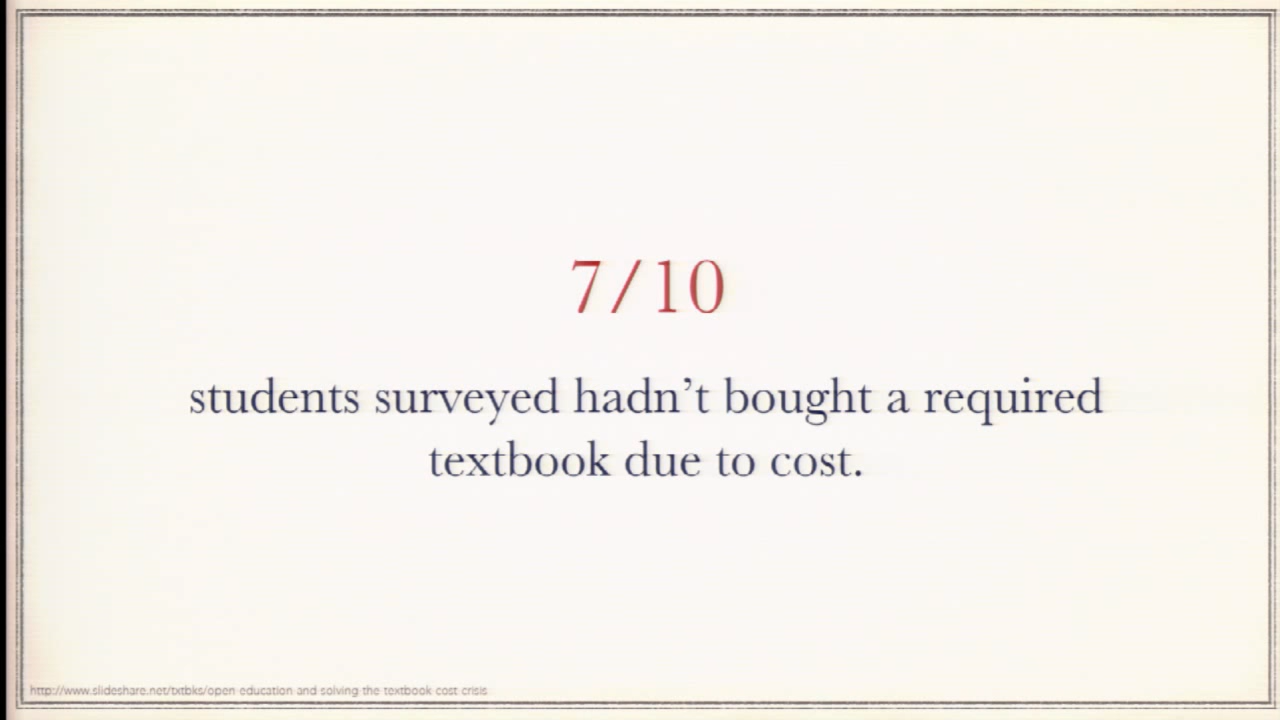 7/10
students surveyed hadn’t bought a required
textbook due to cost.
http://www.slideshare.net/txtbks/open-education-and-solving-the-textbook-cost-crisis